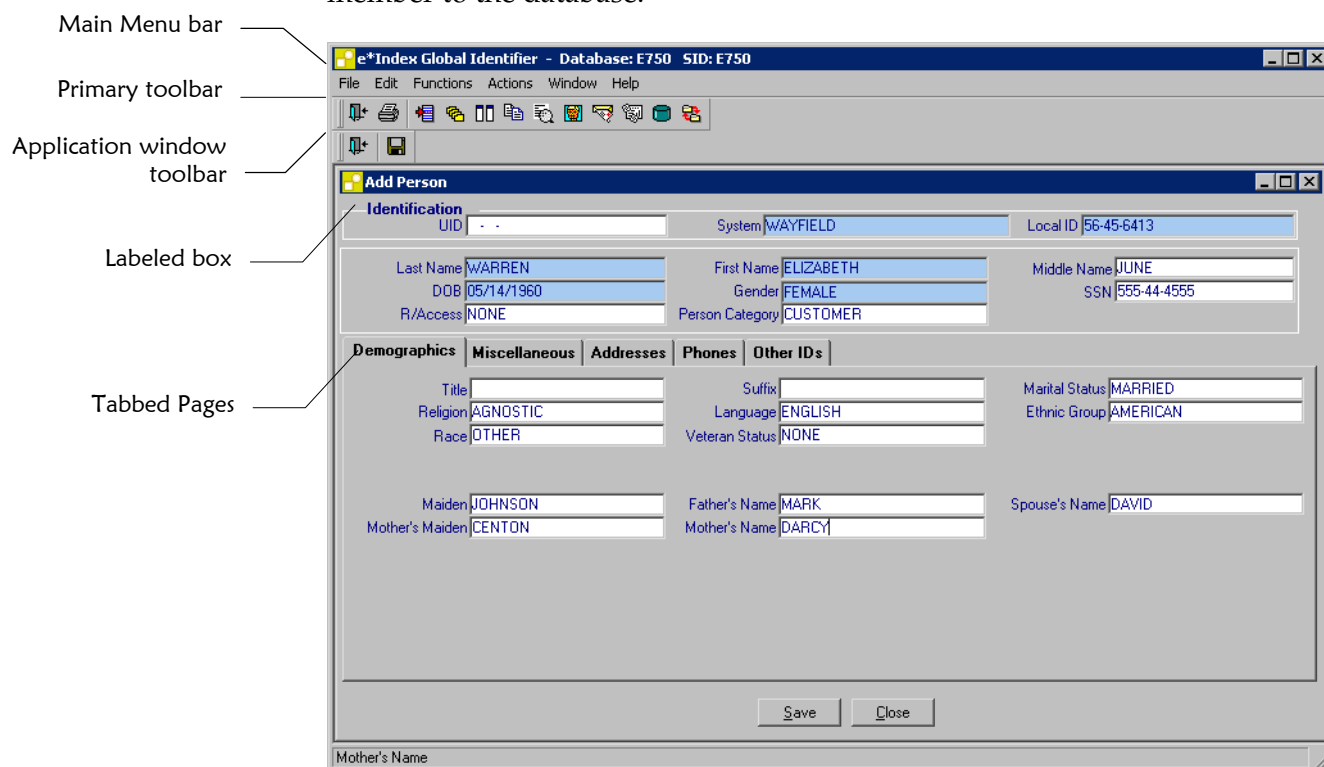 member to the database.
Main Menu bar
e*Index Global Identifier - Database: E750 SID: E750
File Edit Functions Actions Window Help
Primary toolbar
Application window
toolbar
Add Person
Identification
UID - - System WAYFIELD Local ID 56-45-6413
Labeled box
Last Name WARREN First Name ELIZABETH Middle Name JUNE
DOB 05/14/1960 Gender FEMALE SSN 555-44-4555
R/Access NONE Person Category CUSTOMER
Demographics Miscellaneous Addresses Phones Other IDs
Tabbed Pages
Title Suffix Marital Status MARRIED
Religion AGNOSTIC Language ENGLISH Ethnic Group AMERICAN
Race OTHER Veteran Status NONE
Maiden JOHNSON Father's Name MARK Spouse's Name DAVID
Mother's Maiden CENTON Mother's Name DARCY
Save Close
Mother's Name